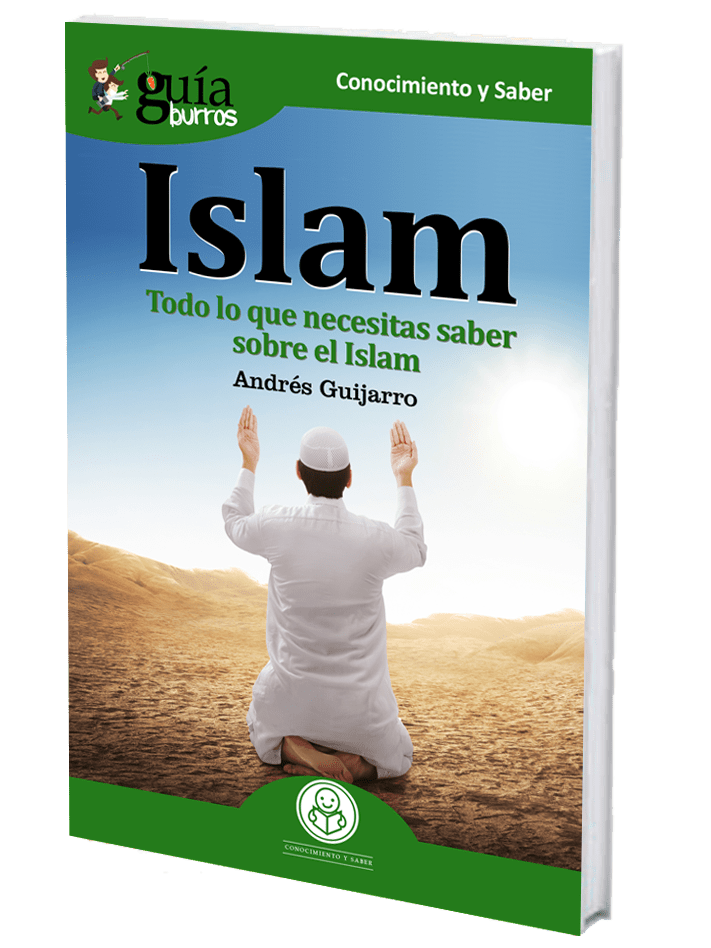 guía
burros
Conocimiento y Saber
Islam
Todo lo que necesitas saber
sobre el Islam
Andrés Guijarro
CONOCIMIENTO Y SABER